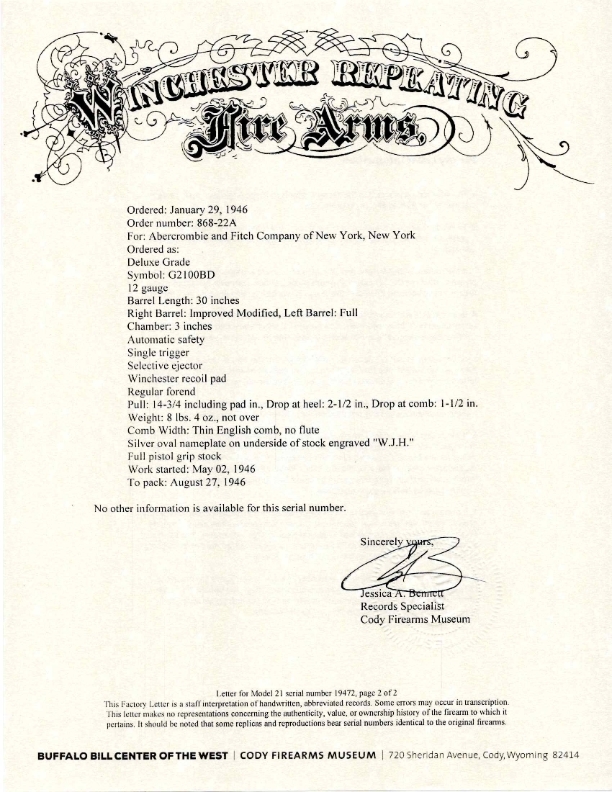 WINCHESTER REPEATING
Fire Arms,
Ordered: January 29, 1946
Order number: 868-22A
For: Abercrombie and Fitch Company of New York, New York
Ordered as:
Deluxe Grade
Symbol: G2100BD
12 gauge
Barrel Length: 30 inches
Right Barrel: Improved Modified, Left Barrel: Full
Chamber: 3 inches
Automatic safety
Single trigger
Selective ejector
Winchester recoil pad
Regular forend
Pull: 14-3/4 including pad in., Drop at heel: 2-1/2 in., Drop at comb: 1-1/2 in.
Weight: 8 lbs. 4 oz., not over
Comb Width: Thin English comb, no flute
Silver oval nameplate on underside of stock engraved "W.J.H."
Full pistol grip stock
Work started: May 02, 1946
To pack: August 27, 1946
No other information is available for this serial number.
Sincerely yours,
Jessica A. Bennett
Records Specialist
Cody Firearms Museum
Letter for Model 21 serial number 19472, page 2 of 2
This Factory Letter is a staff interpretation of handwritten, abbreviated records. Some errors may occur in transcription.
This letter makes no representations concerning the authenticity, value, or ownership history of the firearm to which it
pertains. It should be noted that some replicas and reproductions bear serial numbers identical to the original firearms.
BUFFALO BILL CENTER OF THE WEST | CODY FIREARMS MUSEUM | 720 Sheridan Avenue, Cody, Wyoming 82414